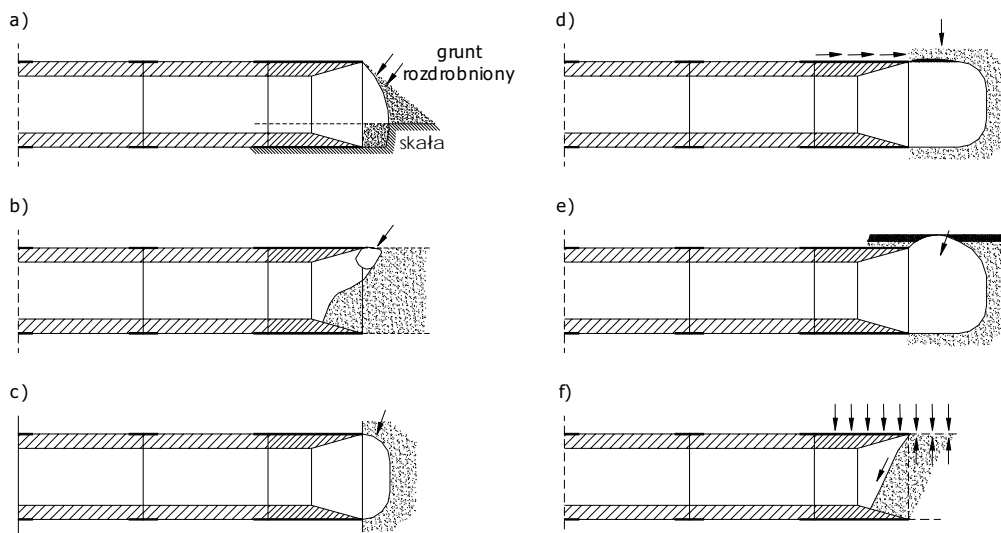 a)
grunt
rozdrobniony
skała
b)
c)
d)
e)
f)